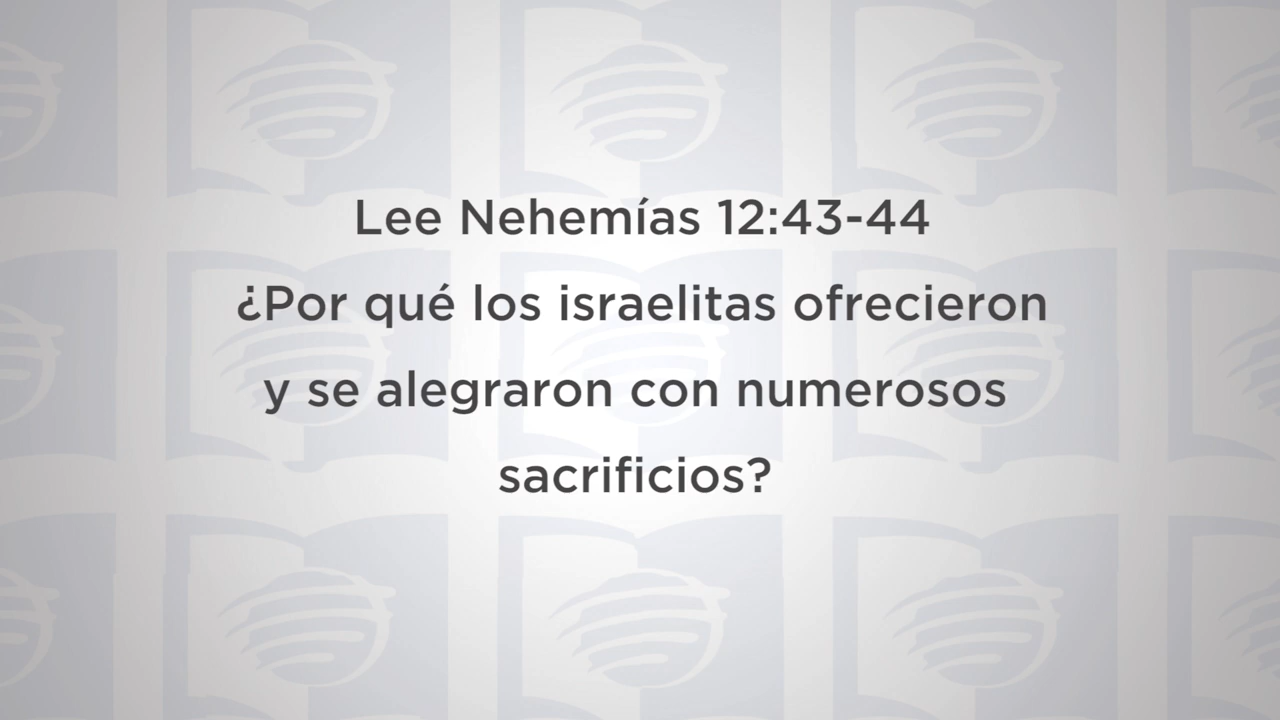 Lee Nehemías 12:43-44
¿Por qué los israelitas ofrecieron
y se alegraron con numerosos
sacrificios?